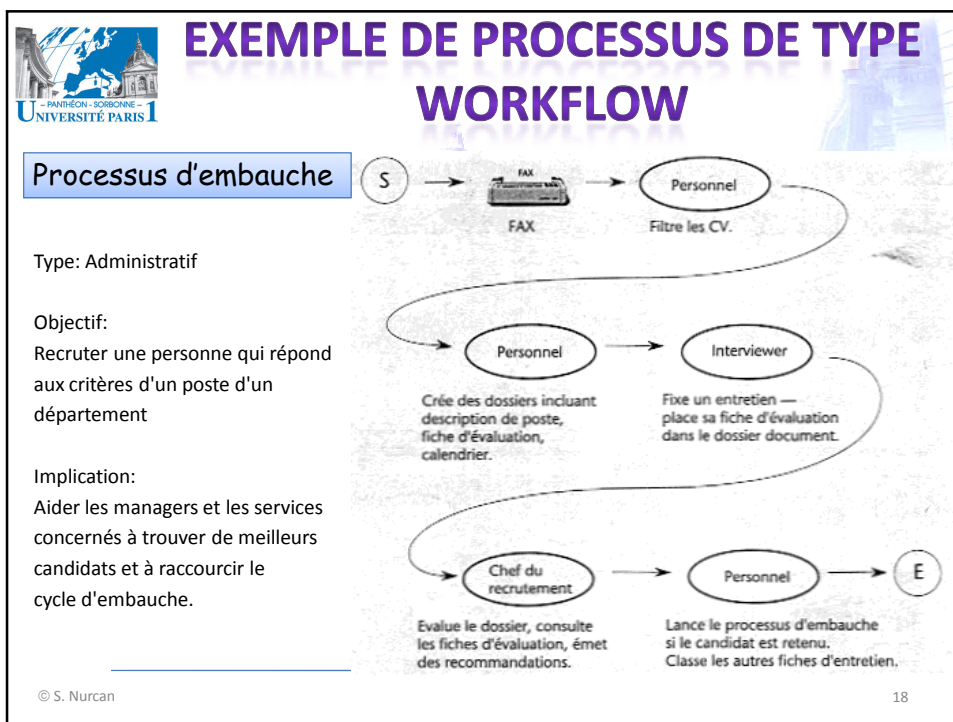 EXEMPLE DE PROCESSUS DE TYPE
WORKFLOW
– PANTHÉON - SORBONNE –
UNIVERSITÉ PARIS 1
Processus d'embauche
Type: Administratif
Objectif:
Recruter une personne qui répond
aux critères d'un poste d'un
département
Implication:
Aider les managers et les services
concernés à trouver de meilleurs
candidats et à raccourcir le
cycle d'embauche.
S
FAX
FAX
Personnel
Filtre les CV.
Personnel
Crée des dossiers incluant
description de poste,
fiche d'évaluation,
calendrier.
Interviewer
Fixe un entretien —
place sa fiche d'évaluation
dans le dossier document.
Chef du
recrutement
Evalue le dossier, consulte
les fiches d'évaluation, émet
des recommandations.
Personnel
Lance le processus d'embauche
si le candidat est retenu.
Classe les autres fiches d'entretien.
E
© S. Nurcan
18